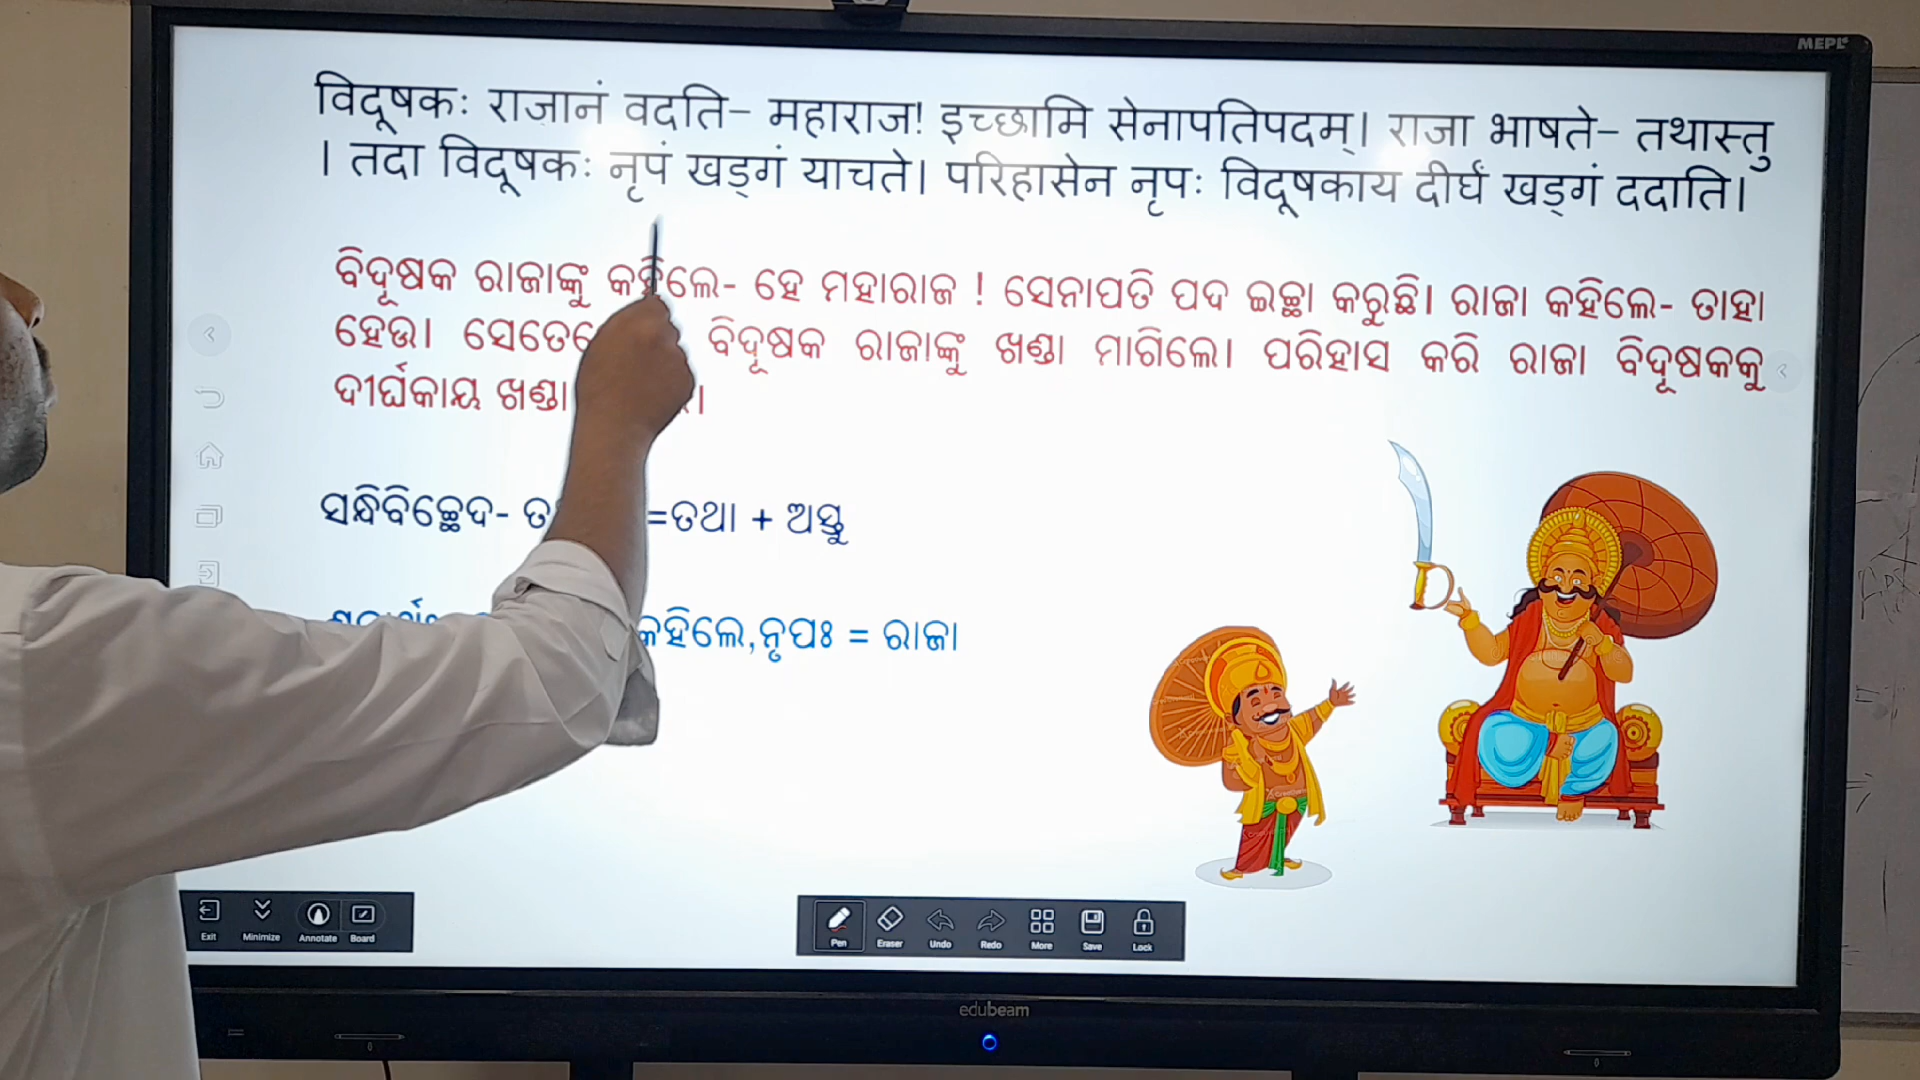 MEPL
विदूषकः राजानं वदति- महाराज! इच्छामि सेनापतिपदम्। राजा भाषते- तथास्तु
। तदा विदूषकः नृपं खड्गं याचते। परिहासेन नृपः विदूषकाय दीर्घं खड्गं ददाति।
ବିଦୂଷକ ରାଜାଙ୍କୁ କହିଲେ- ହେ ମହାରାଜ ! ସେନାପତି ପଦ ଇଚ୍ଛା କରୁଛି। ରାଜା କହିଲେ- ତାହା
ହେଉ। ବିଦୂଷକ ରାଜାଙ୍କୁ ଖଣ୍ଡା ମାଗିଲେ। ପରିହାସ କରି ରାଜା ବିଦୂଷକକୁ
ଦୀର୍ଘକାୟ ଖଣ୍ଡା
ସନ୍ଧିବିଚ୍ଛେଦ- =ତଥା + ଅସ୍ତୁ
କହିଲେ,ନୃପଃ = ରାଜା
Exit Minimize Annotate Board Pen Eraser Undo Redo More Save Lock
edubeam